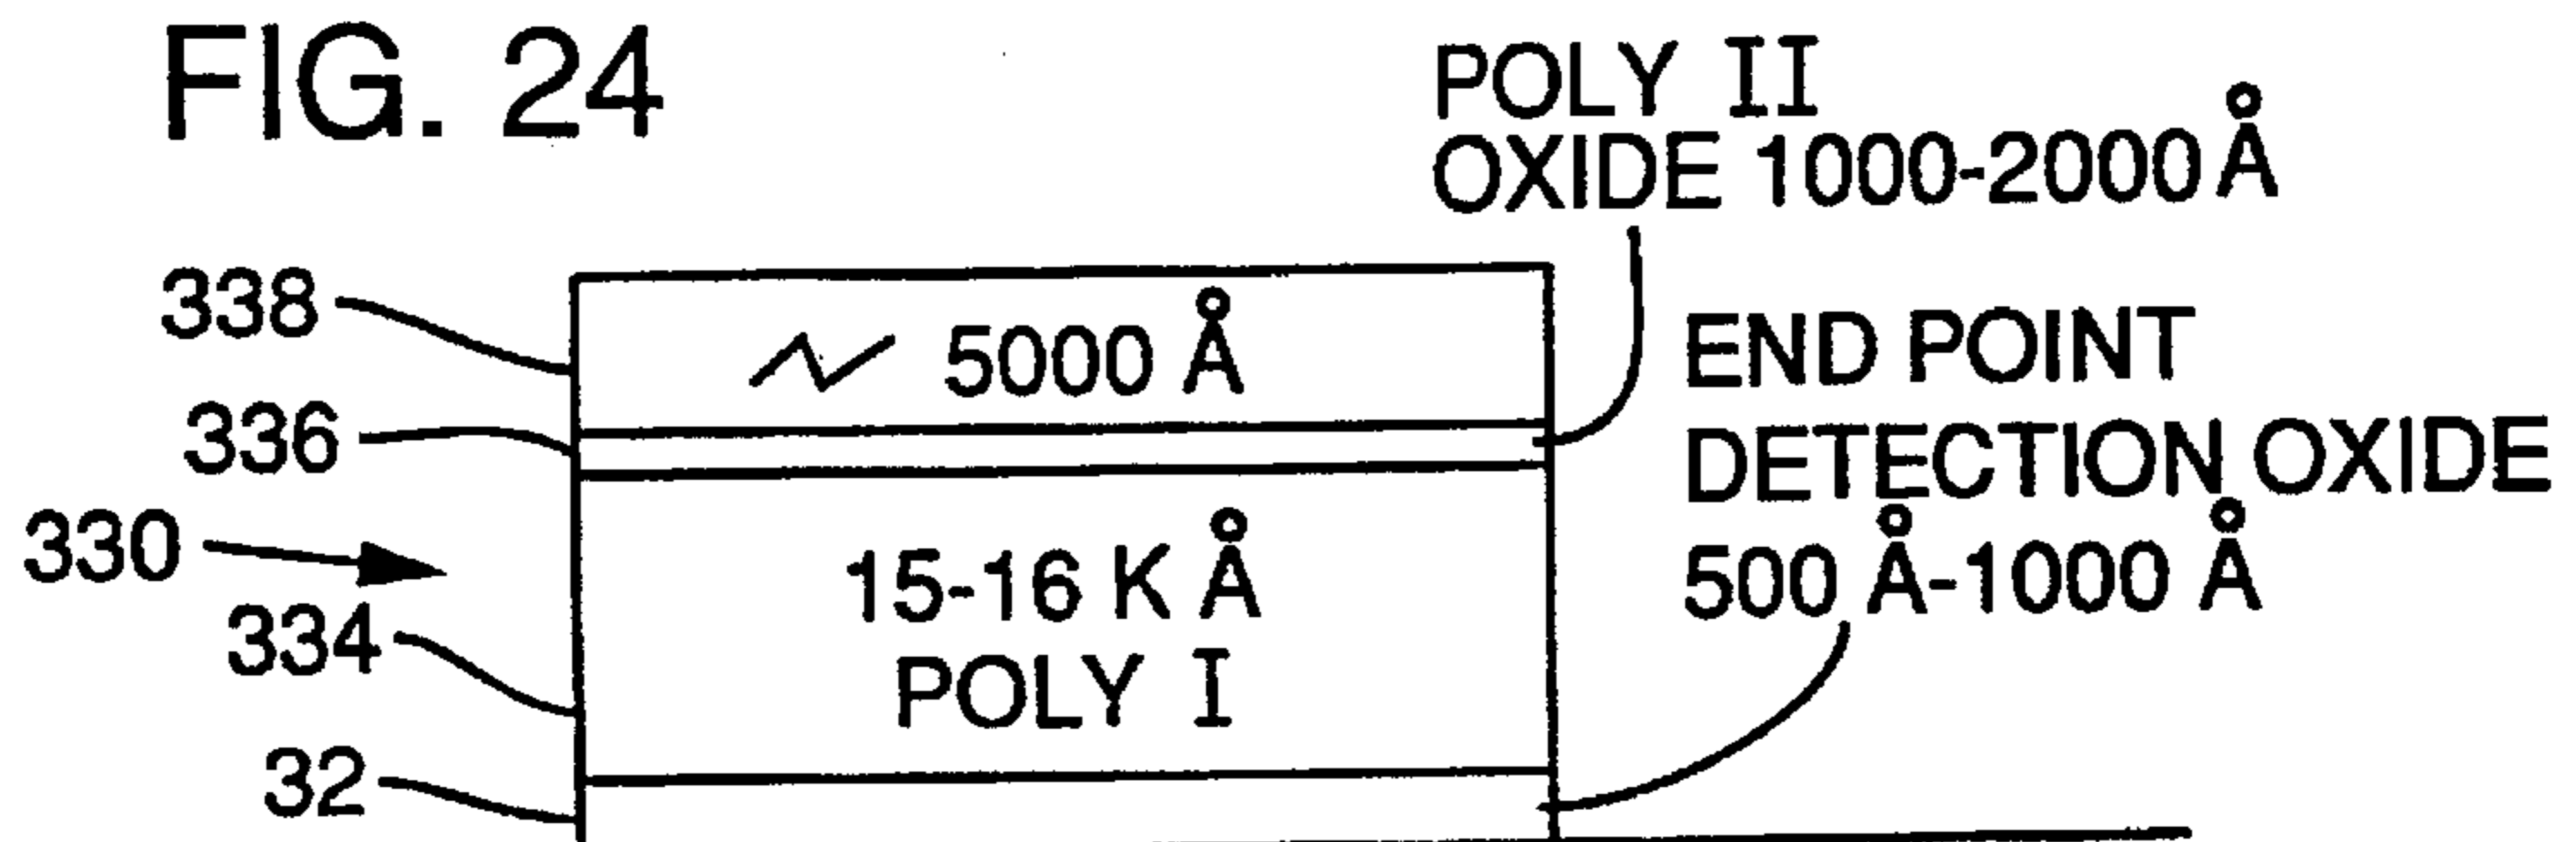 FIG. 24
POLY II
OXIDE 1000-2000 Å
338
5000 Å
END POINT
DETECTION OXIDE
500 Å-1000 Å
336
330
15-16 K Å
POLY I
334
32